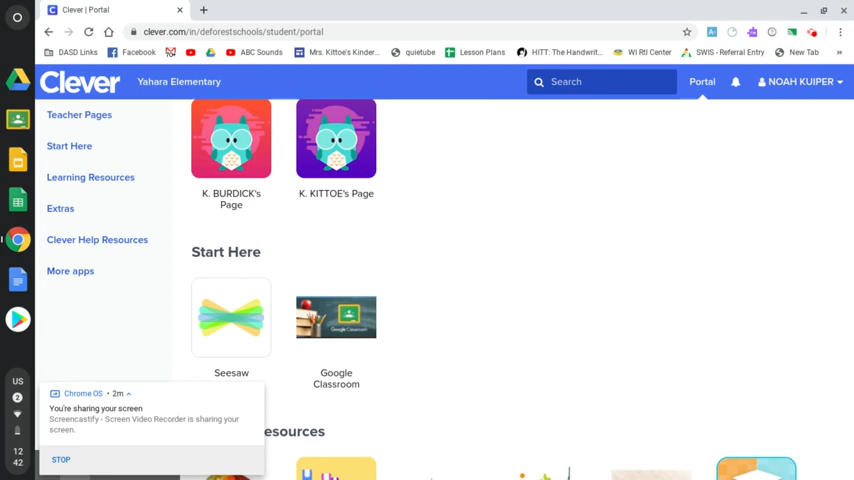 Clever | Portal
clever.com/in/deforestschools/student/portal
DASD Links
Facebook
ABC Sounds
Mrs. Kittoe's Kinder...
quietube
Lesson Plans
HITT: The Handwrit...
WI RtI Center
SWIS - Referral Entry
New Tab
»
Clever
Yahara Elementary
Search
Portal
NOAH KUIPER
Teacher Pages
Start Here
Learning Resources
Extras
Clever Help Resources
More apps
K. BURDICK's
Page
K. KITTOE's Page
Start Here
Seesaw
Google Classroom
Google
Classroom
esources
Chrome OS • 2m
You're sharing your screen
Screencastify - Screen Video Recorder is sharing your
screen.
STOP
US
2
12
42